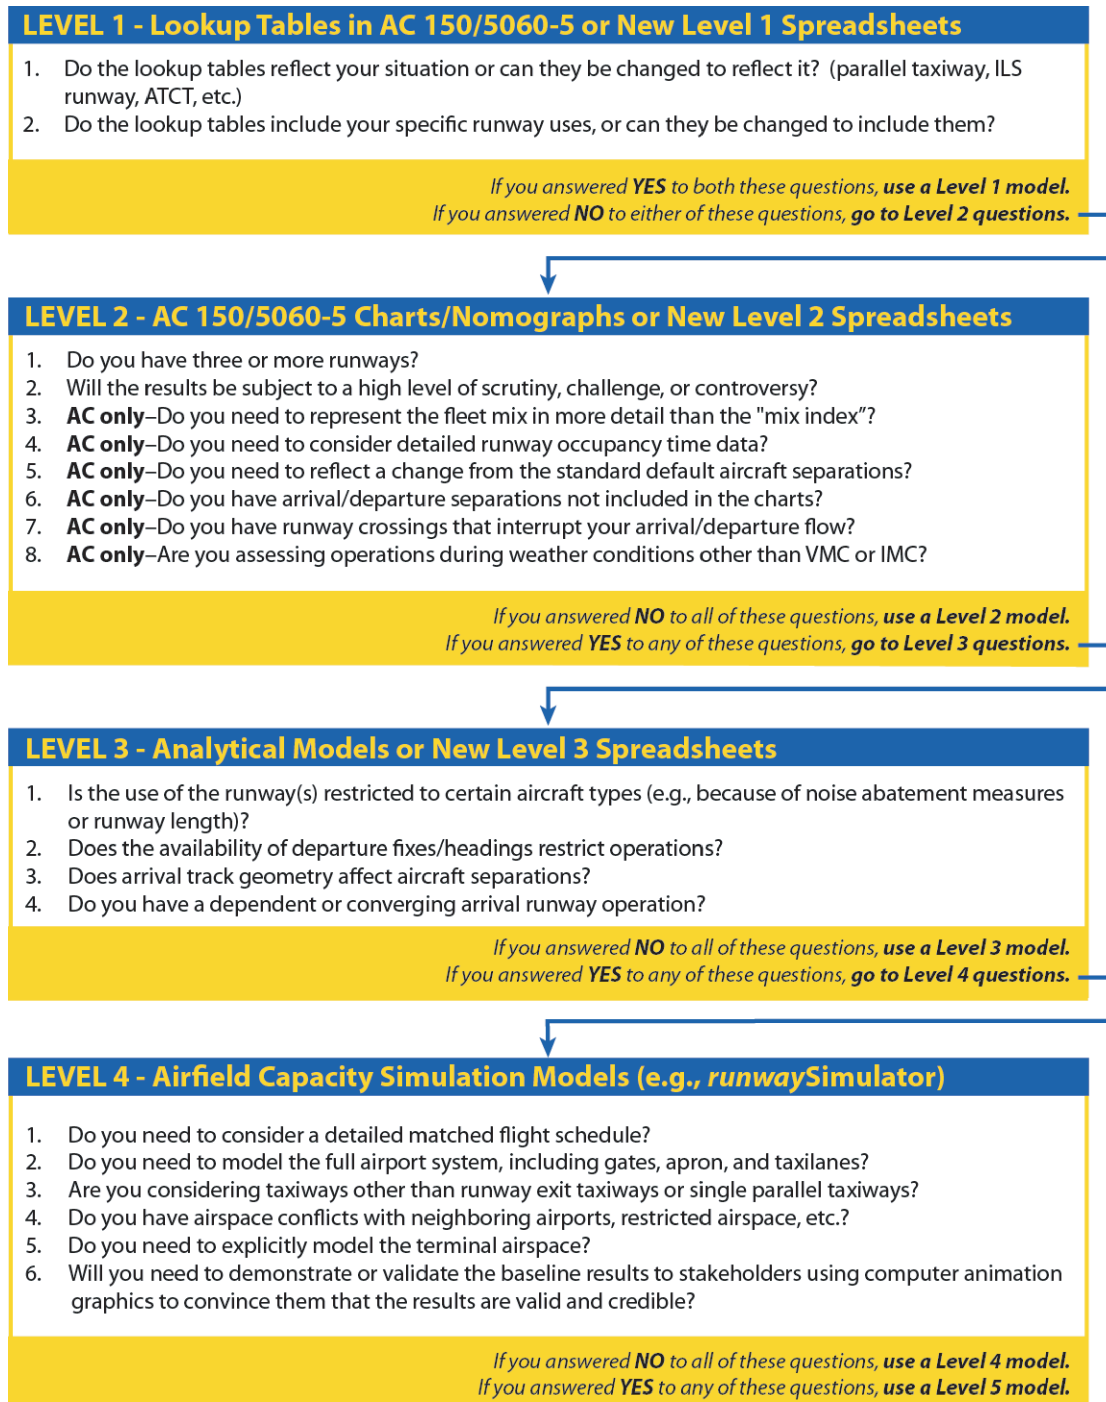 LEVEL 1 - Lookup Tables in AC 150/5060-5 or New Level 1 Spreadsheets
1. Do the lookup tables reflect your situation or can they be changed to reflect it? (parallel taxiway, ILS
runway, ATCT, etc.)
2. Do the lookup tables include your specific runway uses, or can they be changed to include them?
If you answered YES to both these questions, use a Level 1 model.
If you answered NO to either of these questions, go to Level 2 questions.
LEVEL 2 - AC 150/5060-5 Charts/Nomographs or New Level 2 Spreadsheets
1. Do you have three or more runways?
2. Will the results be subject to a high level of scrutiny, challenge, or controversy?
3. AC only–Do you need to represent the fleet mix in more detail than the "mix index”?
4. AC only–Do you need to consider detailed runway occupancy time data?
5. AC only–Do you need to reflect a change from the standard default aircraft separations?
6. AC only–Do you have arrival/departure separations not included in the charts?
7. AC only–Do you have runway crossings that interrupt your arrival/departure flow?
8. AC only–Are you assessing operations during weather conditions other than VMC or IMC?
If you answered NO to all of these questions, use a Level 2 model.
If you answered YES to any of these questions, go to Level 3 questions.
LEVEL 3 - Analytical Models or New Level 3 Spreadsheets
1. Is the use of the runway(s) restricted to certain aircraft types (e.g., because of noise abatement measures
or runway length)?
2. Does the availability of departure fixes/headings restrict operations?
3. Does arrival track geometry affect aircraft separations?
4. Do you have a dependent or converging arrival runway operation?
If you answered NO to all of these questions, use a Level 3 model.
If you answered YES to any of these questions, go to Level 4 questions.
LEVEL 4 - Airfield Capacity Simulation Models (e.g., runwaySimulator)
1. Do you need to consider a detailed matched flight schedule?
2. Do you need to model the full airport system, including gates, apron, and taxilanes?
3. Are you considering taxiways other than runway exit taxiways or single parallel taxiways?
4. Do you have airspace conflicts with neighboring airports, restricted airspace, etc.?
5. Do you need to explicitly model the terminal airspace?
6. Will you need to demonstrate or validate the baseline results to stakeholders using computer animation
graphics to convince them that the results are valid and credible?
If you answered NO to all of these questions, use a Level 4 model.
If you answered YES to any of these questions, use a Level 5 model.